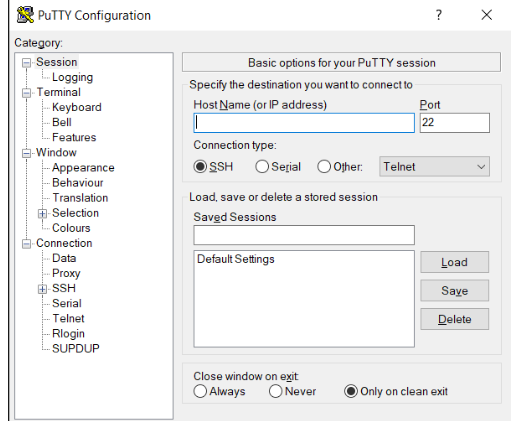 PuTTY Configuration ? ×
Category:
Session
Logging
Terminal
Keyboard
Bell
Features
Window
Appearance
Behaviour
Translation
Selection
Colours
Connection
Data
Proxy
SSH
Serial
Telnet
Rlogin
SUPDUP
Basic options for your PuTTY session
Specify the destination you want to connect to
Host Name (or IP address) Port
22
Connection type:
SSH Serial Other: Telnet
Load, save or delete a stored session
Saved Sessions
Default Settings
Load
Save
Delete
Close window on exit:
Always Never Only on clean exit